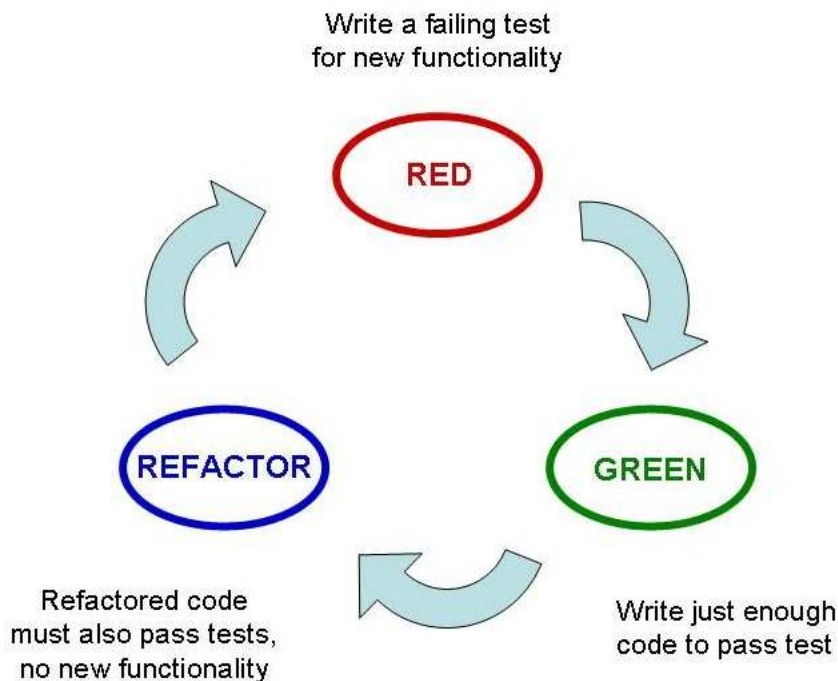 Write a failing test
for new functionality
RED
GREEN
Write just enough
code to pass test
REFACTOR
Refactored code
must also pass tests,
no new functionality